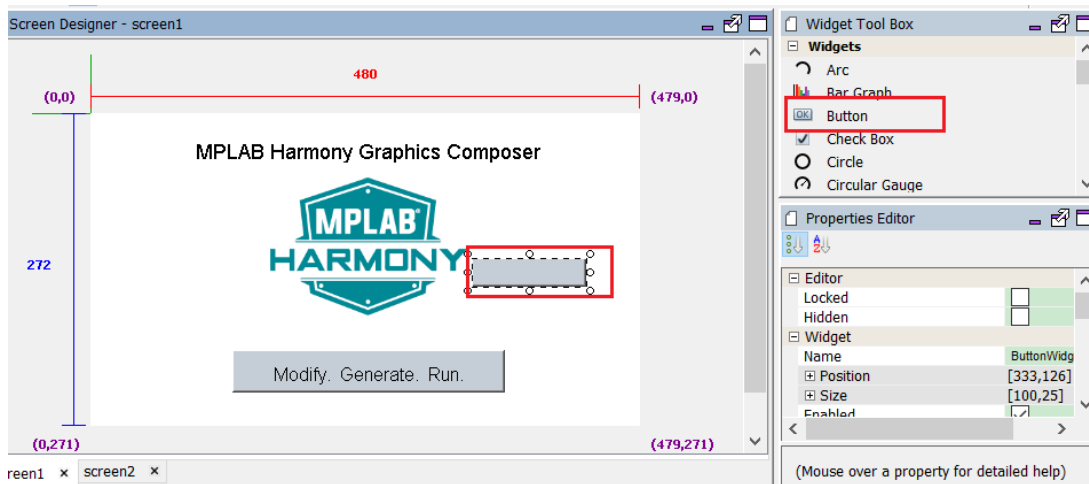 Screen Designer - screen1
480
(0,0)
(479,0)
MPLAB Harmony Graphics Composer
MPLAB
HARMONY
272
Modify. Generate. Run.
(0,271)
(479,271)
reen1 x screen2 x
Widget Tool Box
Widgets
Arc
Bar Graph
OK Button
Check Box
Circle
Circular Gauge
Properties Editor
Editor
Locked
Hidden
Widget
Name ButtonWidg
Position [333,126]
Size [100,25]
Enabled
(Mouse over a property for detailed help)